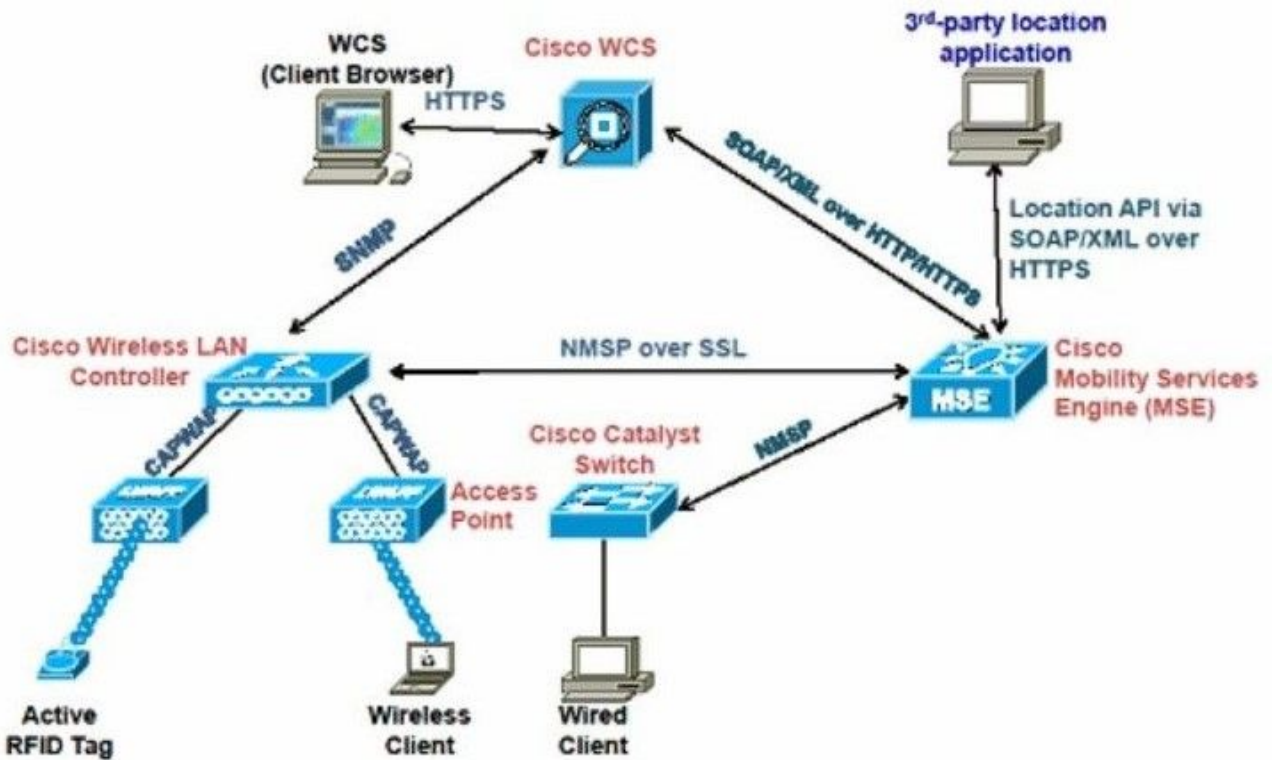 WCS
(Client Browser)
Cisco WCS
3rd-party location
application
HTTPS
SNMP
SOAP/XML over HTTP/HTTPS
Location API via
SOAP/XML over
HTTPS
Cisco Wireless LAN
Controller
NMSP over SSL
Cisco
Mobility Services
Engine (MSE)
MSE
CAPWAP
CAPWAP
Cisco Catalyst
Switch
NMSP
Access
Point
Active
RFID Tag
Wireless
Client
Wired
Client